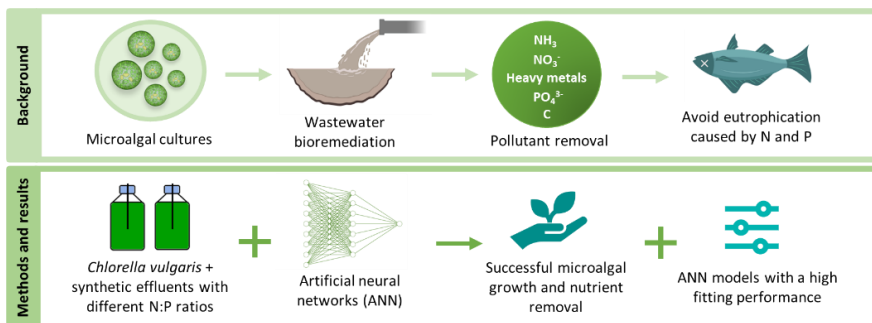 Background
Microalgal cultures
Wastewater
bioremediation
NH₃
NO₃⁻
Heavy metals
PO₄³⁻
C
Pollutant removal
Avoid eutrophication
caused by N and P
Methods and results
Chlorella vulgaris +
synthetic effluents with
different N:P ratios
Artificial neural
networks (ANN)
Successful microalgal
growth and nutrient
removal
ANN models with a high
fitting performance